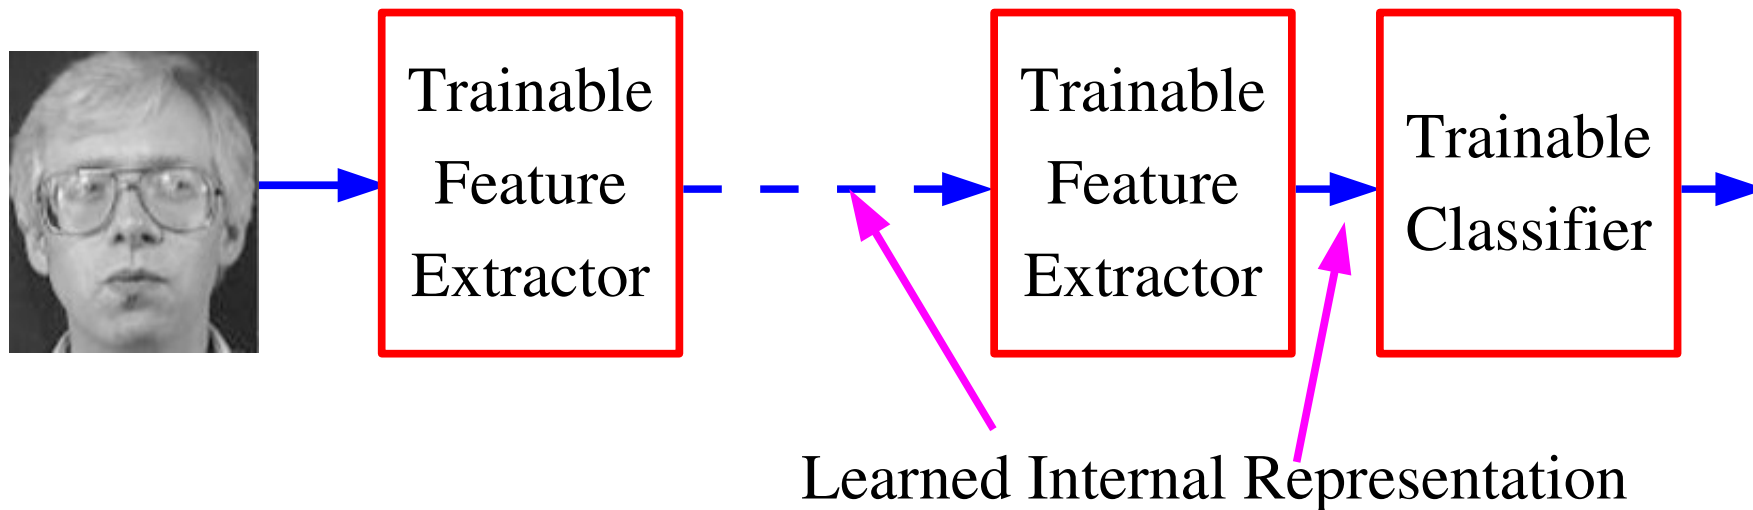 Trainable
Feature
Extractor
Trainable
Feature
Extractor
Trainable
Classifier
Learned Internal Representation